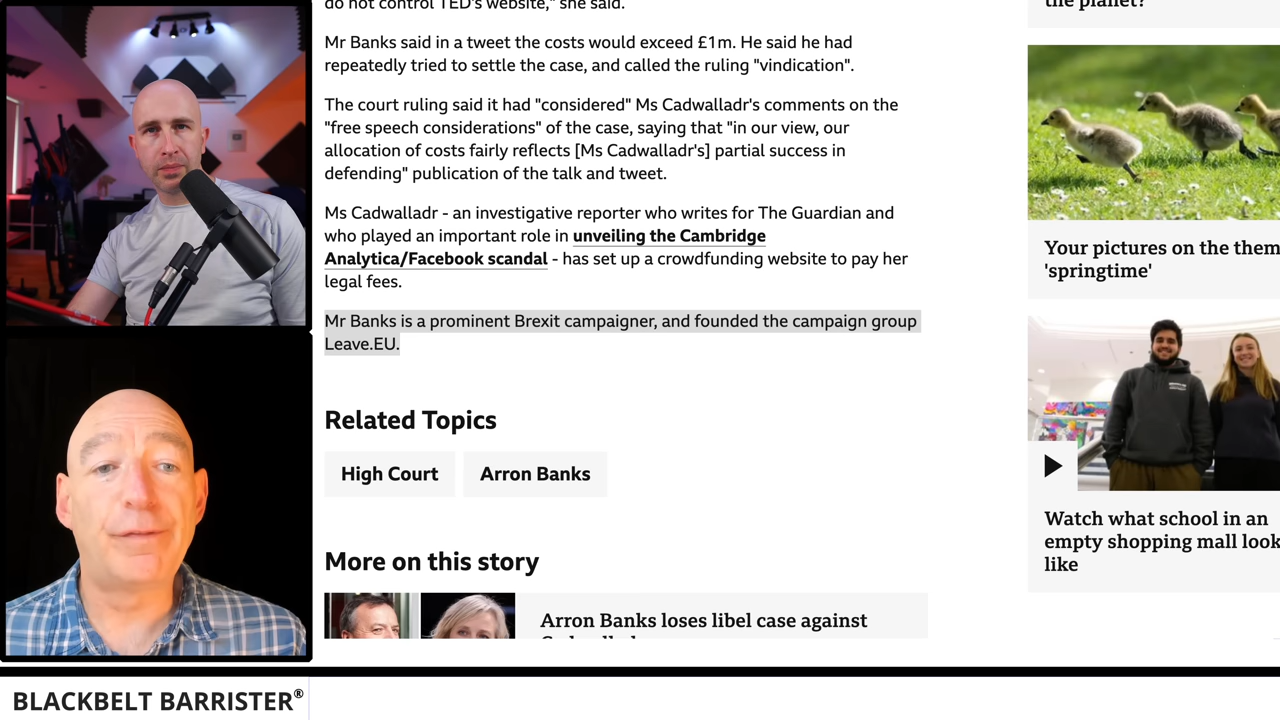 do not control TED's website," she said.
Mr Banks said in a tweet the costs would exceed £1m. He said he had
repeatedly tried to settle the case, and called the ruling "vindication".
The court ruling said it had "considered" Ms Cadwalladr's comments on the
"free speech considerations" of the case, saying that "in our view, our
allocation of costs fairly reflects [Ms Cadwalladr's] partial success in
defending" publication of the talk and tweet.
Ms Cadwalladr - an investigative reporter who writes for The Guardian and
who played an important role in unveiling the Cambridge
Analytica/Facebook scandal - has set up a crowdfunding website to pay her
legal fees.
Mr Banks is a prominent Brexit campaigner, and founded the campaign group
Leave.EU.
Related Topics
High Court
Arron Banks
More on this story
Arron Banks loses libel case against
the planet?
Your pictures on the them
'springtime'
Watch what school in an
empty shopping mall look
like
BLACKBELT BARRISTER®